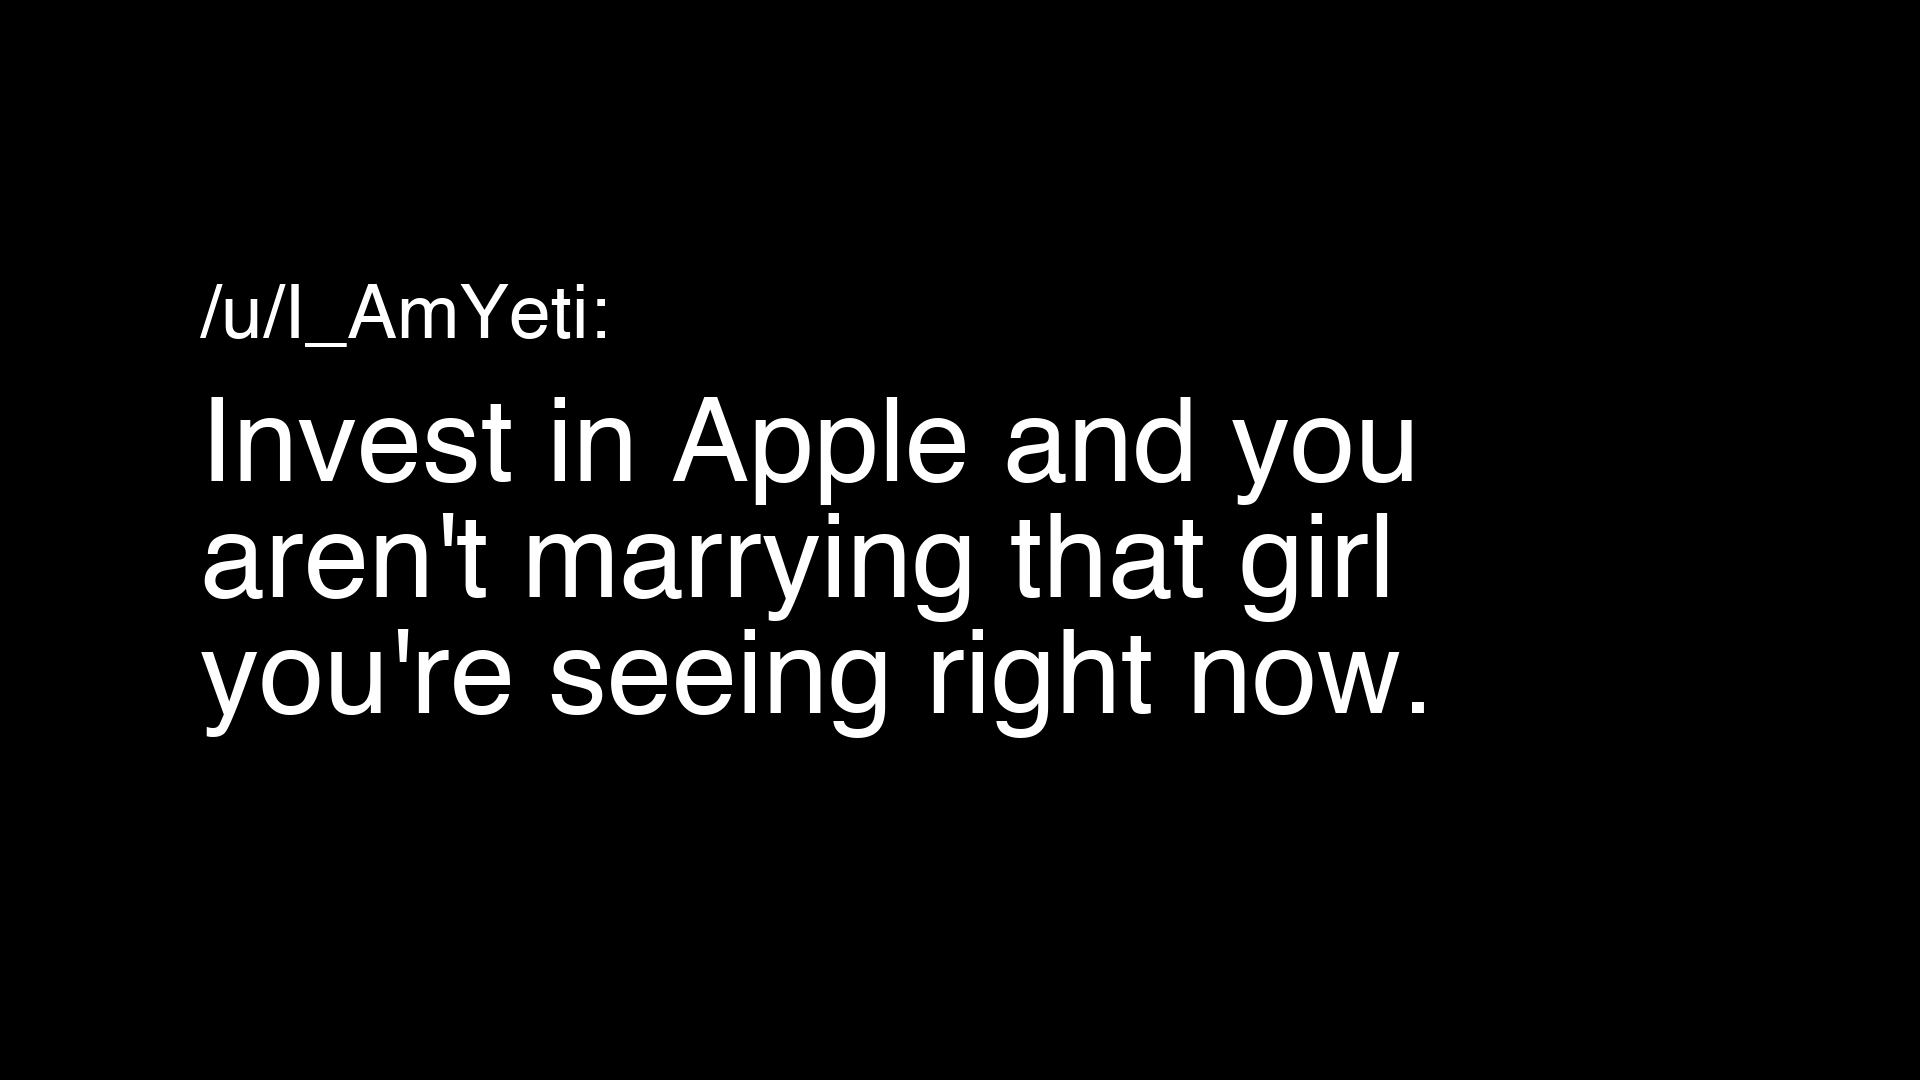 /u/I_AmYeti:
Invest in Apple and you
aren't marrying that girl
you're seeing right now.